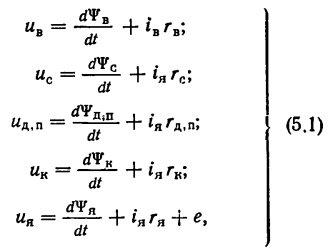 u_в = dΨ_в/dt + i_в r_в;
u_с = dΨ_с/dt + i_я r_с;
u_д,п = dΨ_д,п/dt + i_я r_д,п; (5.1)
u_к = dΨ_к/dt + i_я r_к;
u_я = dΨ_я/dt + i_я r_я + e,